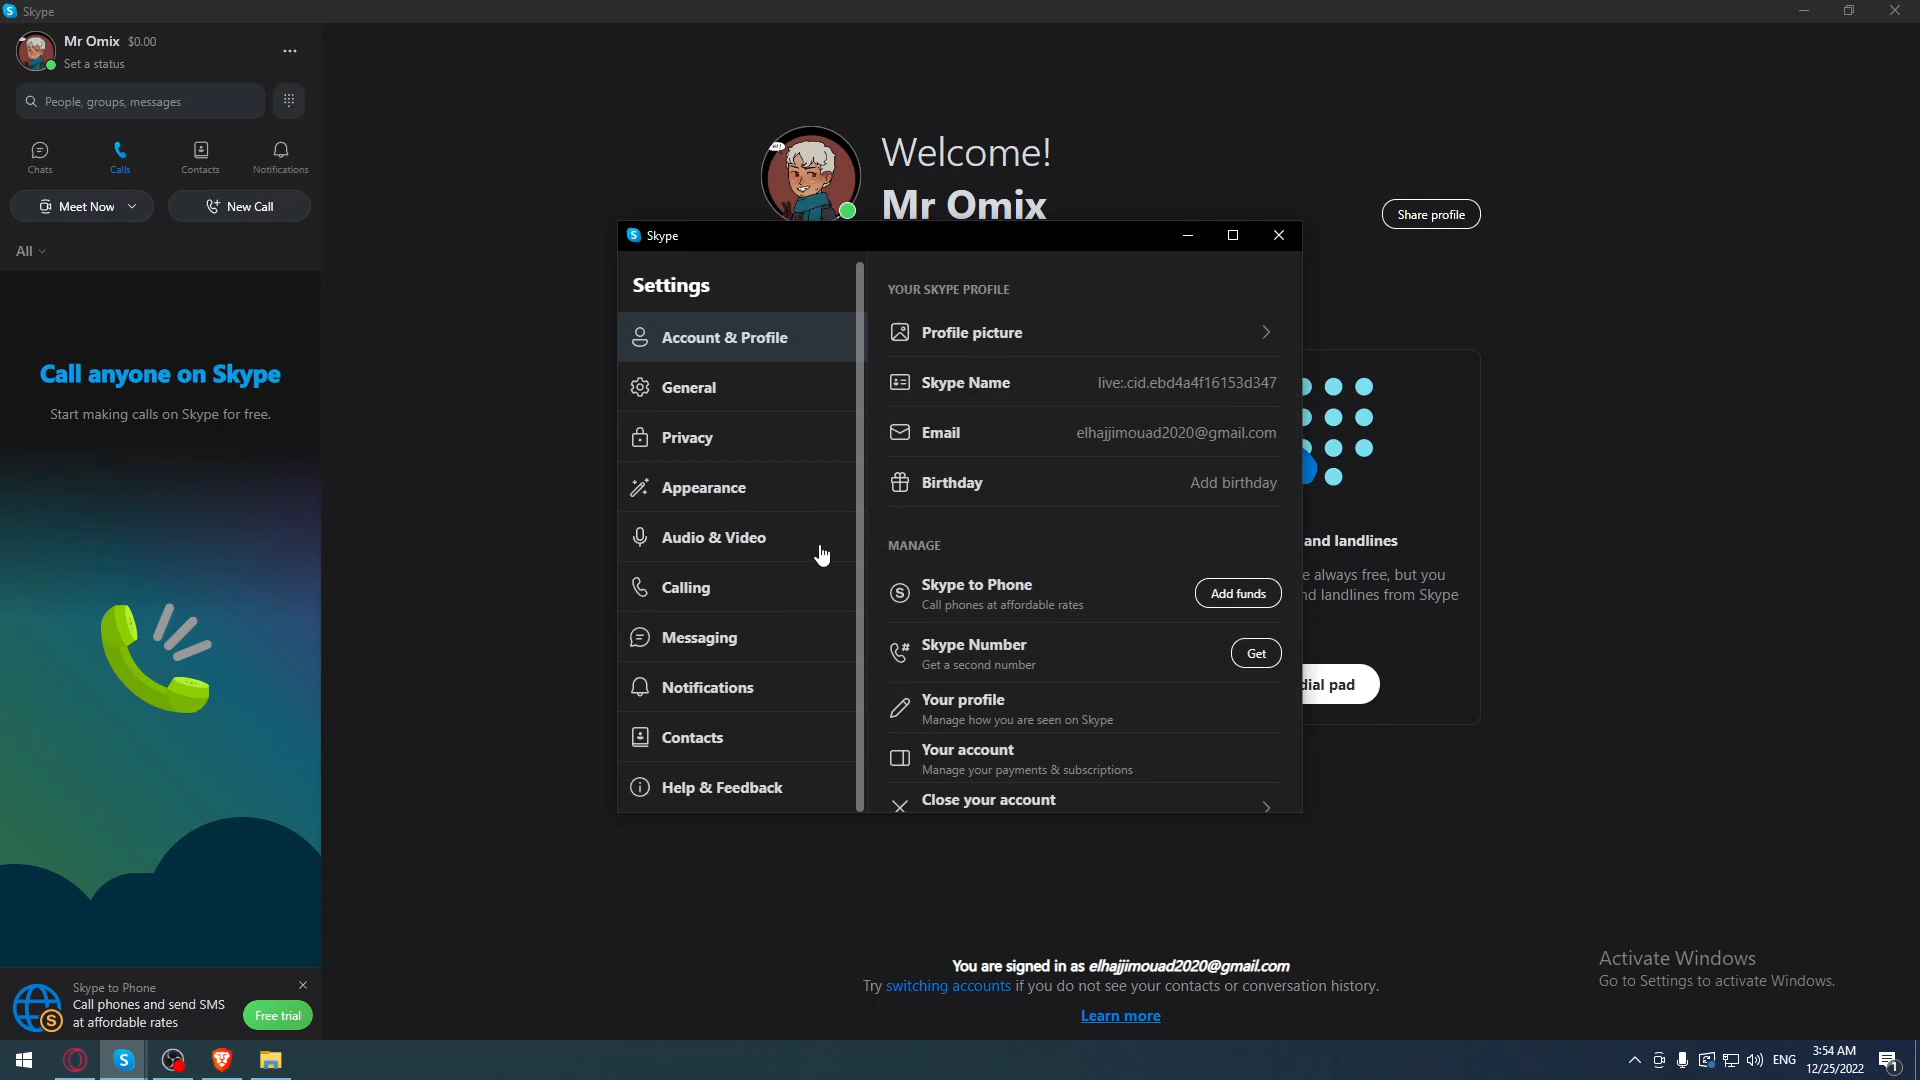 Skype
Mr Omix $0.00
Set a status
People, groups, messages
Chats
Calls
Contacts
Notifications
Meet Now
New Call
All
Call anyone on Skype
Start making calls on Skype for free.
Skype to Phone
Call phones and send SMS
at affordable rates
Free trial
Welcome!
Mr Omix
Share profile
Skype
Settings
Account & Profile
General
Privacy
Appearance
Audio & Video
Calling
Messaging
Notifications
Contacts
Help & Feedback
YOUR SKYPE PROFILE
Profile picture
Skype Name live:.cid.ebd4a4f16153d347
Email elhajjimouad2020@gmail.com
Birthday Add birthday
MANAGE
Skype to Phone
Call phones at affordable rates
Add funds
Skype Number
Get a second number
Get
Your profile
Manage how you are seen on Skype
Your account
Manage your payments & subscriptions
Close your account
and landlines
e always free, but you
nd landlines from Skype
dial pad
You are signed in as elhajjimouad2020@gmail.com
Try switching accounts if you do not see your contacts or conversation history.
Learn more
Activate Windows
Go to Settings to activate Windows.
ENG
3:54 AM
12/25/2022
1